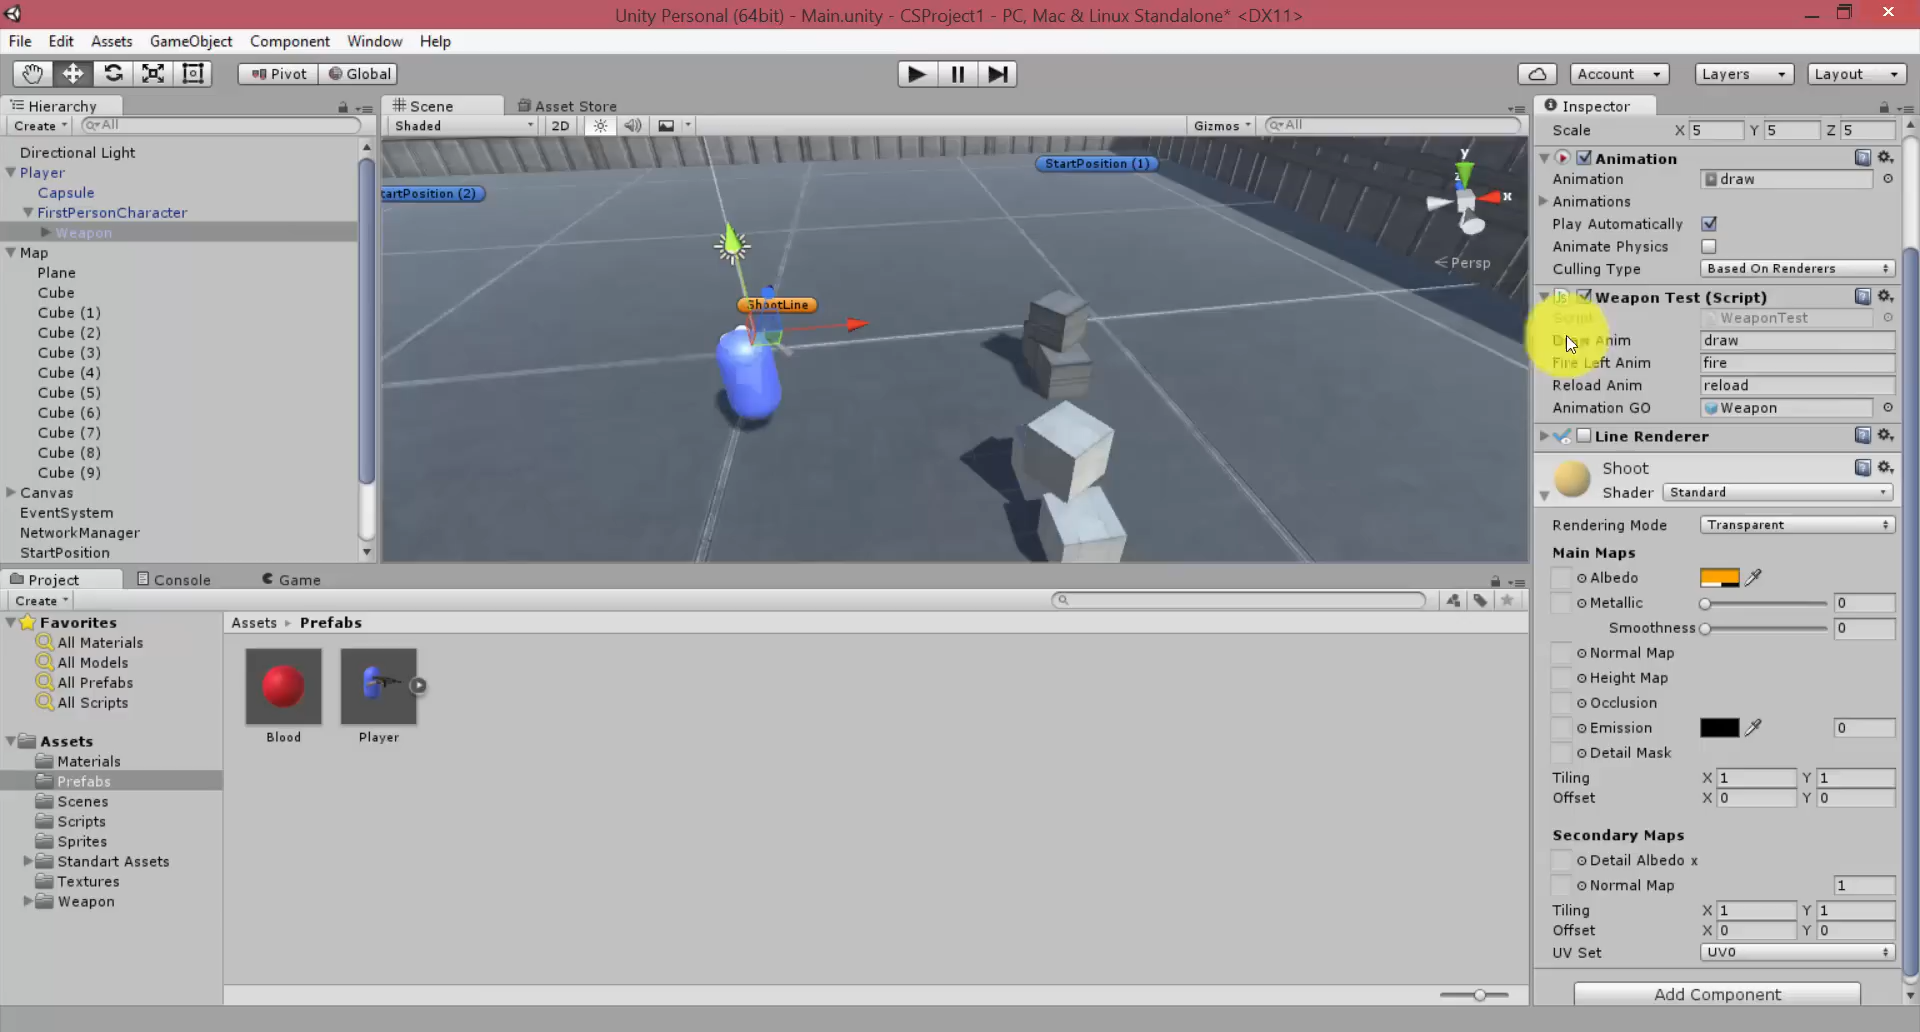 Unity Personal (64bit) - Main.unity - CSProject1 - PC, Mac & Linux Standalone* <DX11>
File Edit Assets GameObject Component Window Help
Pivot Global Account Layers Layout
Hierarchy
Create All
Directional Light
Player
Capsule
FirstPersonCharacter
Weapon
Map
Plane
Cube
Cube (1)
Cube (2)
Cube (3)
Cube (4)
Cube (5)
Cube (6)
Cube (7)
Cube (8)
Cube (9)
Canvas
EventSystem
NetworkManager
StartPosition
Scene Asset Store
Shaded 2D Gizmos All
StartPosition (1)
tartPosition (2)
y
z
x
Persp
ShootLine
Inspector
Scale X 5 Y 5 Z 5
Animation
Animation draw
Animations
Play Automatically
Animate Physics
Culling Type Based On Renderers
Weapon Test (Script)
Script WeaponTest
Draw Anim draw
Fire Left Anim fire
Reload Anim reload
Animation GO Weapon
Line Renderer
Shoot
Shader Standard
Rendering Mode Transparent
Main Maps
Albedo
Metallic 0
Smoothness 0
Normal Map
Height Map
Occlusion
Emission 0
Detail Mask
Tiling X 1 Y 1
Offset X 0 Y 0
Secondary Maps
Detail Albedo x
Normal Map 1
Tiling X 1 Y 1
Offset X 0 Y 0
UV Set UV0
Add Component
Project Console Game
Create
Favorites
All Materials
All Models
All Prefabs
All Scripts
Assets
Materials
Prefabs
Scenes
Scripts
Sprites
Standart Assets
Textures
Weapon
Assets Prefabs
Blood
Player